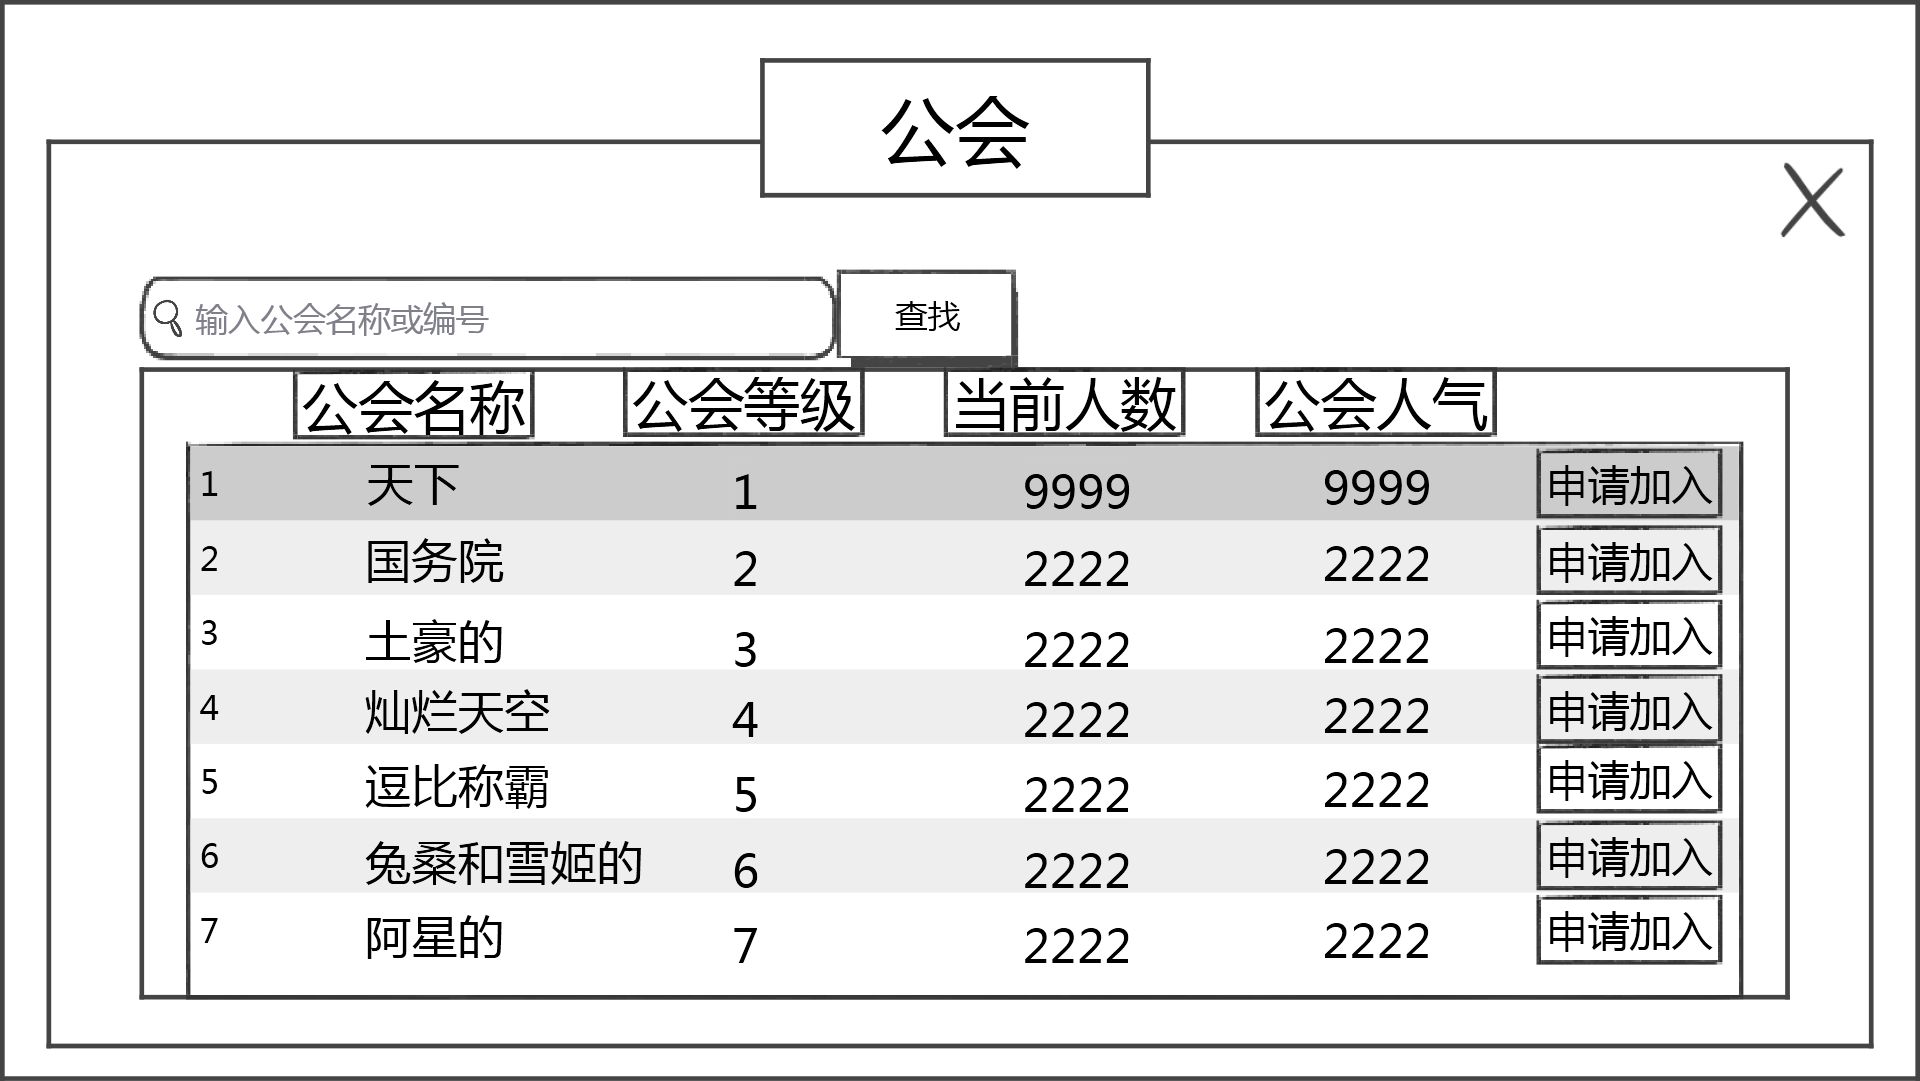 公会
输入公会名称或编号 查找
公会名称 公会等级 当前人数 公会人气
1 天下 1 9999 9999 申请加入
2 国务院 2 2222 2222 申请加入
3 土豪的 3 2222 2222 申请加入
4 灿烂天空 4 2222 2222 申请加入
5 逗比称霸 5 2222 2222 申请加入
6 兔桑和雪姬的 6 2222 2222 申请加入
7 阿星的 7 2222 2222 申请加入